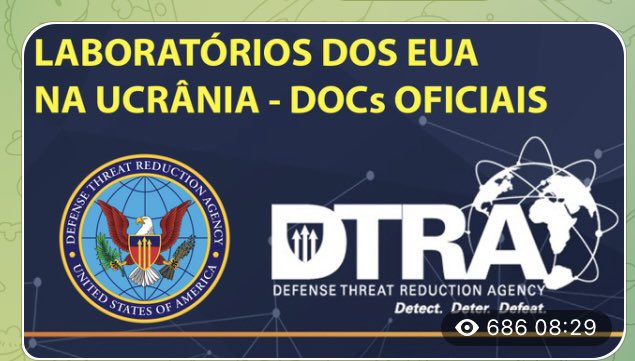 LABORATÓRIOS DOS EUA
NA UCRÂNIA - DOCs OFICIAIS
DEFENSE THREAT REDUCTION AGENCY
UNITED STATES OF AMERICA
DTRA
DEFENSE THREAT REDUCTION AGENCY
Detect. Deter. Defeat.
686 08:29